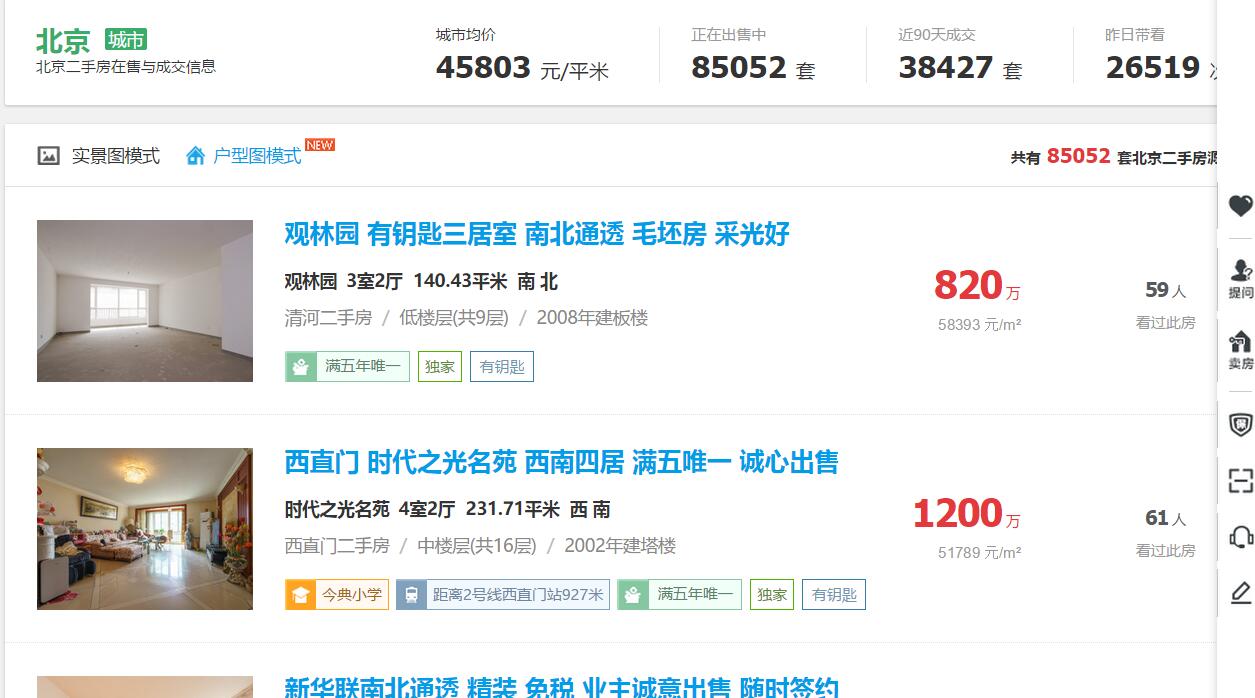 北京 城市
北京二手房在售与成交信息
城市均价
45803 元/平米
正在出售中
85052 套
近90天成交
38427 套
昨日带看
26519
实景图模式 户型图模式 NEW
共有 85052 套北京二手房源
观林园 有钥匙三居室 南北通透 毛坯房 采光好
观林园 3室2厅 140.43平米 南 北
清河二手房 / 低楼层(共9层) / 2008年建板楼
满五年唯一 独家 有钥匙
820万
58393 元/m²
59人
看过此房
西直门 时代之光名苑 西南四居 满五唯一 诚心出售
时代之光名苑 4室2厅 231.71平米 西 南
西直门二手房 / 中楼层(共16层) / 2002年建塔楼
今典小学 距离2号线西直门站927米 满五年唯一 独家 有钥匙
1200万
51789 元/m²
61人
看过此房
新华联南北通透 精装 免税 业主诚意出售 随时签约
提问
卖房